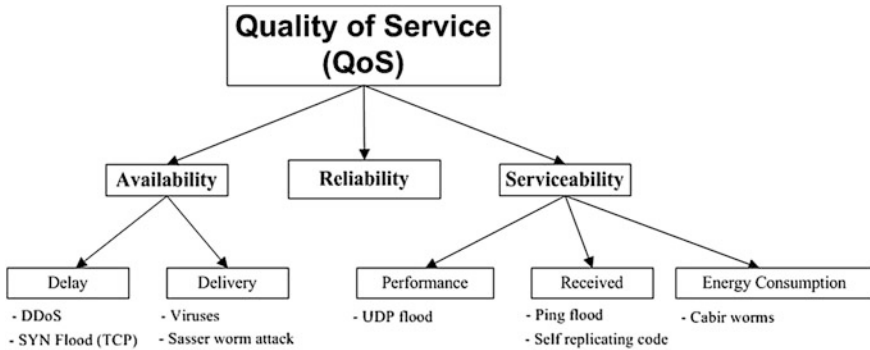 Quality of Service
(QoS)
Availability
Reliability
Serviceability
Delay
Delivery
Performance
Received
Energy Consumption
- DDoS
- SYN Flood (TCP)
- Viruses
- Sasser worm attack
- UDP flood
- Ping flood
- Self replicating code
- Cabir worms